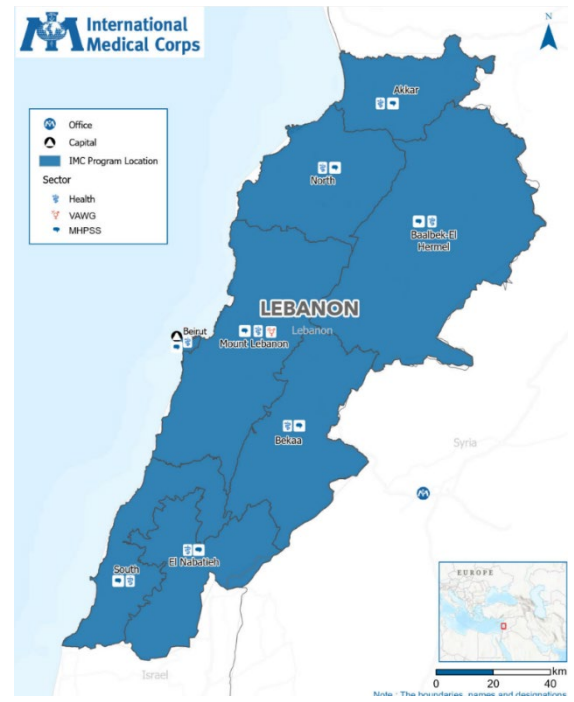 International
Medical Corps
N
Office
Capital
IMC Program Location
Sector
Health
VAWG
MHPSS
Akkar
North
Baalbek-El
Hermel
LEBANON
Lebanon
Beirut
Mount Lebanon
Bekaa
Syria
El Nabatieh
South
Israel
EUROPE
km
0 20 40
Note : The boundaries, names and designations